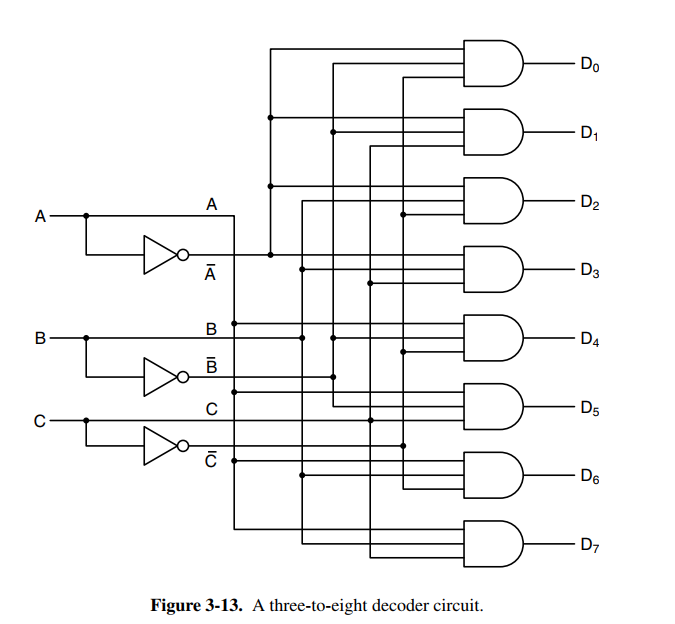 D0
D1
A
D2
A
A̅
D3
B
B
D4
B̅
C
C
D5
C̅
D6
D7
Figure 3-13. A three-to-eight decoder circuit.